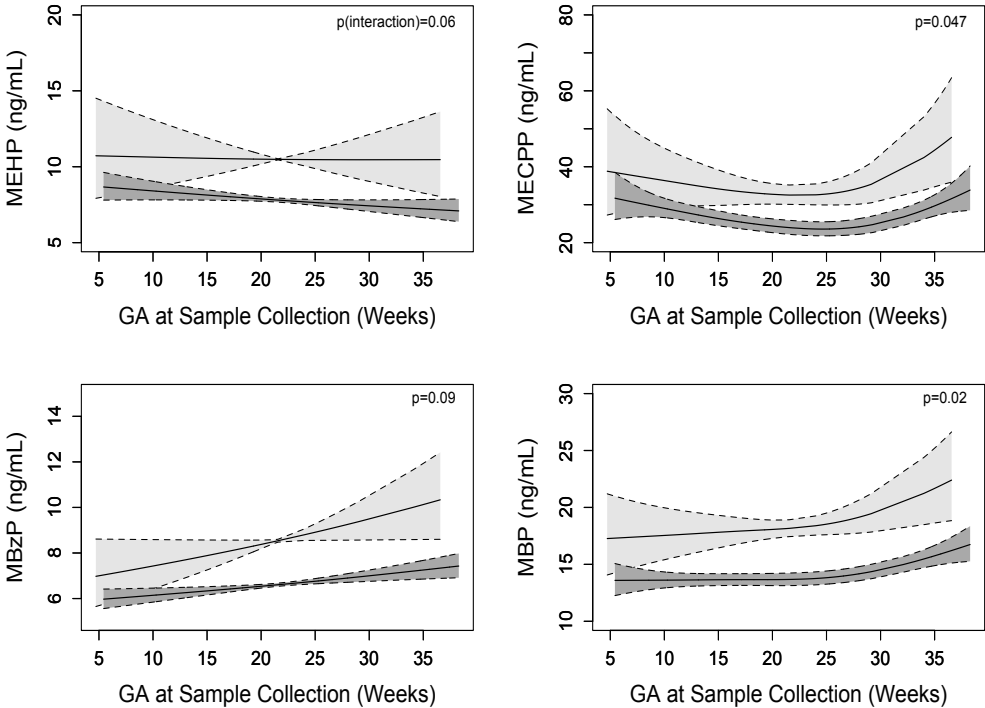 p(interaction)=0.06
MEHP (ng/mL)
20
15
10
5
5 10 15 20 25 30 35
GA at Sample Collection (Weeks)
p=0.047
MECPP (ng/mL)
80
60
40
20
5 10 15 20 25 30 35
GA at Sample Collection (Weeks)
p=0.09
MBzP (ng/mL)
14
12
10
8
6
5 10 15 20 25 30 35
GA at Sample Collection (Weeks)
p=0.02
MBP (ng/mL)
30
25
20
15
10
5 10 15 20 25 30 35
GA at Sample Collection (Weeks)